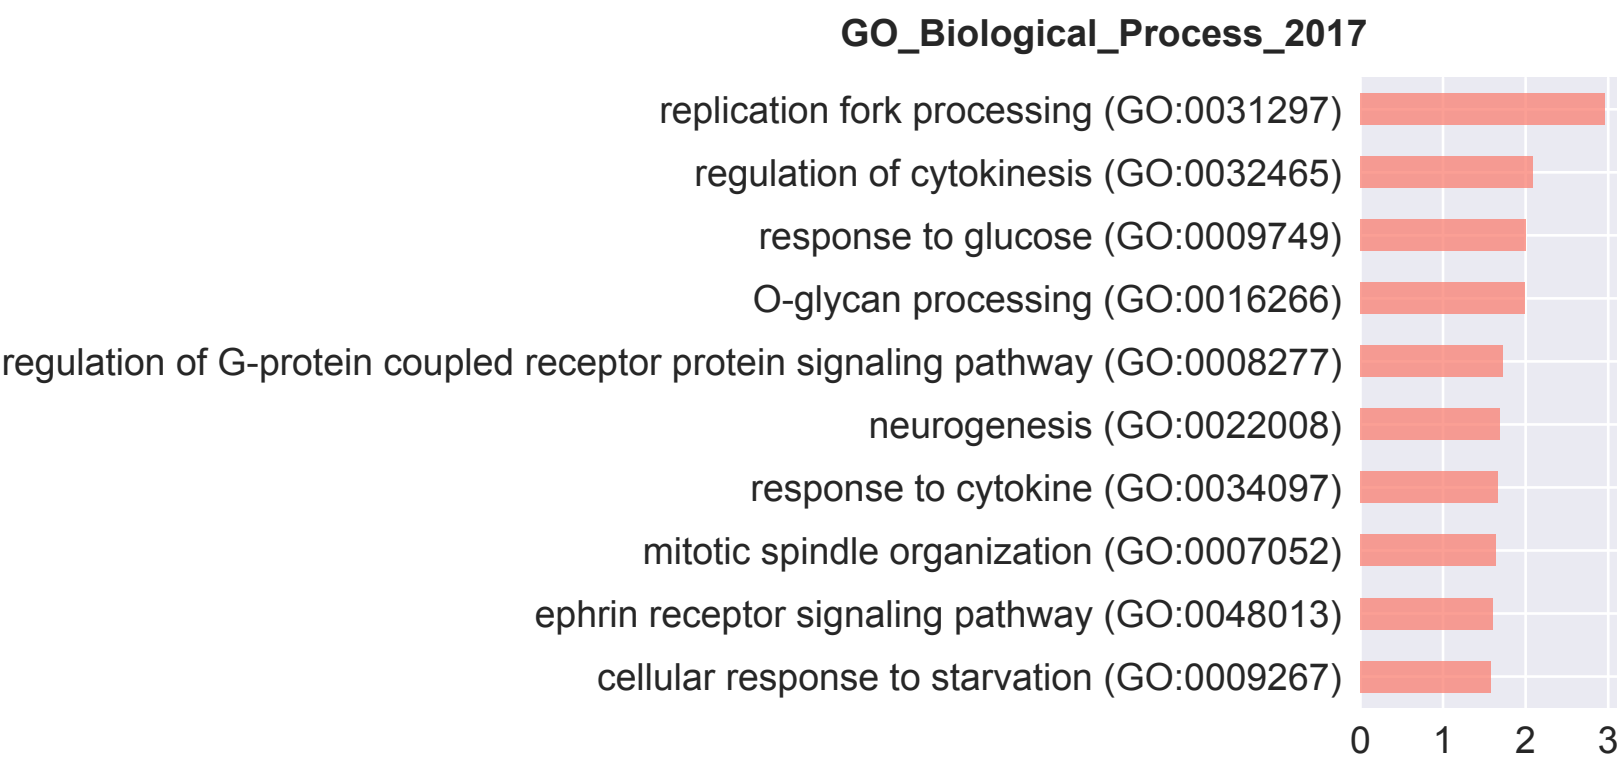 GO_Biological_Process_2017
replication fork processing (GO:0031297)
regulation of cytokinesis (GO:0032465)
response to glucose (GO:0009749)
O-glycan processing (GO:0016266)
regulation of G-protein coupled receptor protein signaling pathway (GO:0008277)
neurogenesis (GO:0022008)
response to cytokine (GO:0034097)
mitotic spindle organization (GO:0007052)
ephrin receptor signaling pathway (GO:0048013)
cellular response to starvation (GO:0009267)
0 1 2 3